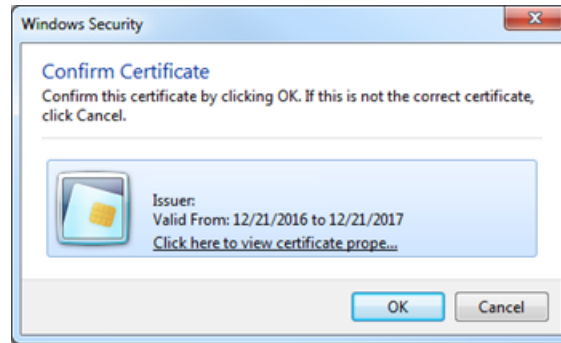 Windows Security
Confirm Certificate
Confirm this certificate by clicking OK. If this is not the correct certificate,
click Cancel.
Issuer:
Valid From: 12/21/2016 to 12/21/2017
Click here to view certificate prope...
OK
Cancel